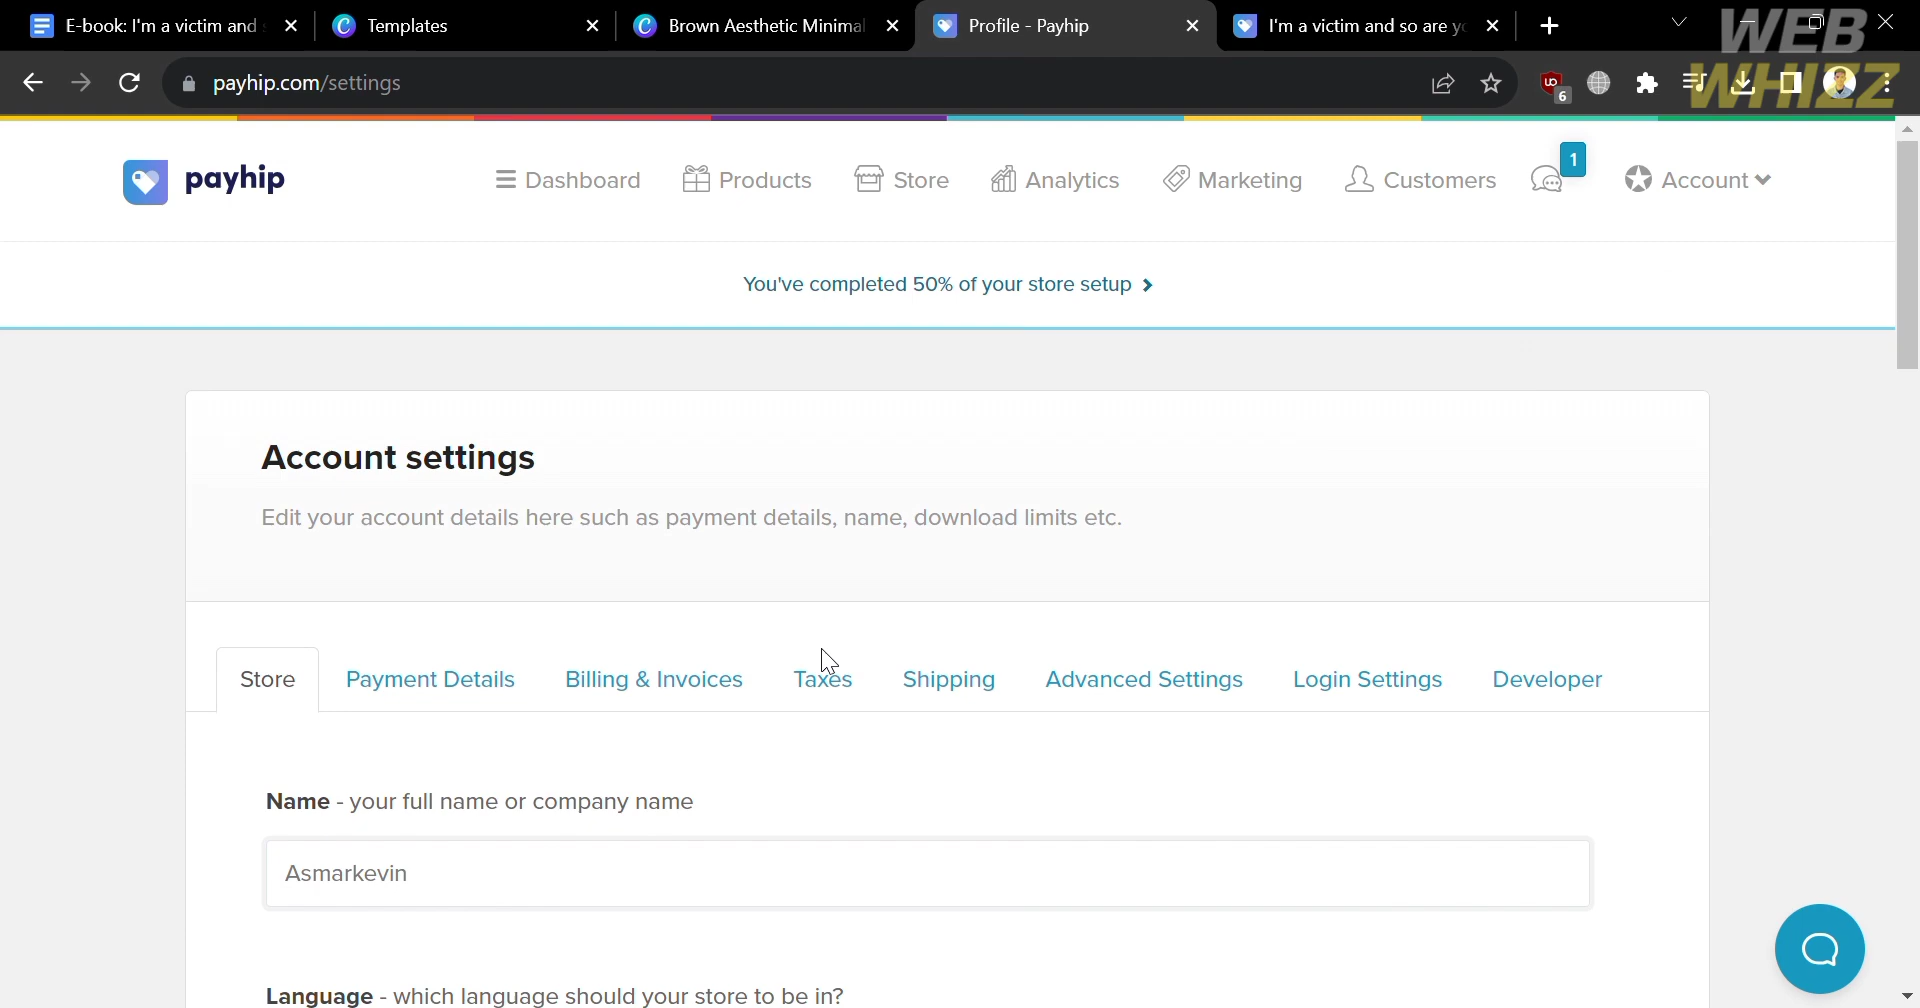 E-book: I'm a victim and s
Templates
Brown Aesthetic Minimal
Profile - Payhip
I'm a victim and so are yo
WEB
WHIZZ
payhip.com/settings
6
payhip
Dashboard
Products
Store
Analytics
Marketing
Customers
1
Account
You've completed 50% of your store setup
Account settings
Edit your account details here such as payment details, name, download limits etc.
Store
Payment Details
Billing & Invoices
Taxes
Shipping
Advanced Settings
Login Settings
Developer
Name - your full name or company name
Asmarkevin
Language - which language should your store to be in?